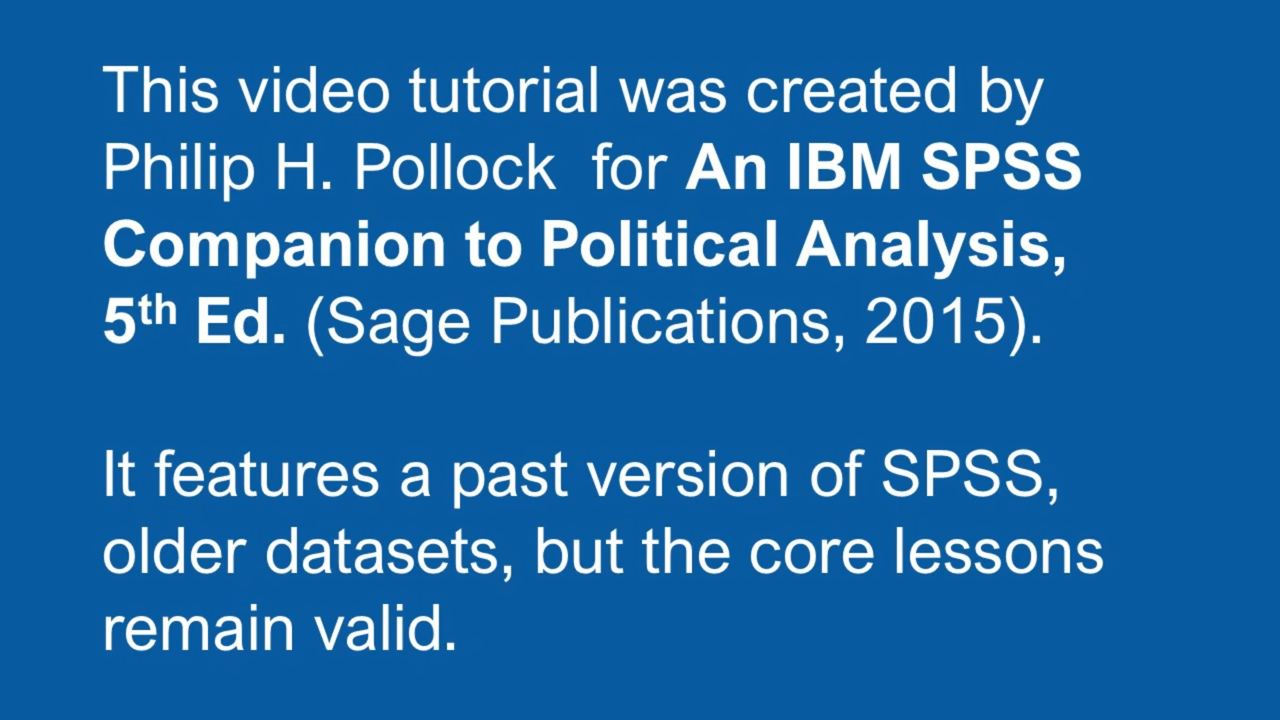 This video tutorial was created by
Philip H. Pollock  for An IBM SPSS
Companion to Political Analysis,
5th Ed. (Sage Publications, 2015).
It features a past version of SPSS,
older datasets, but the core lessons
remain valid.